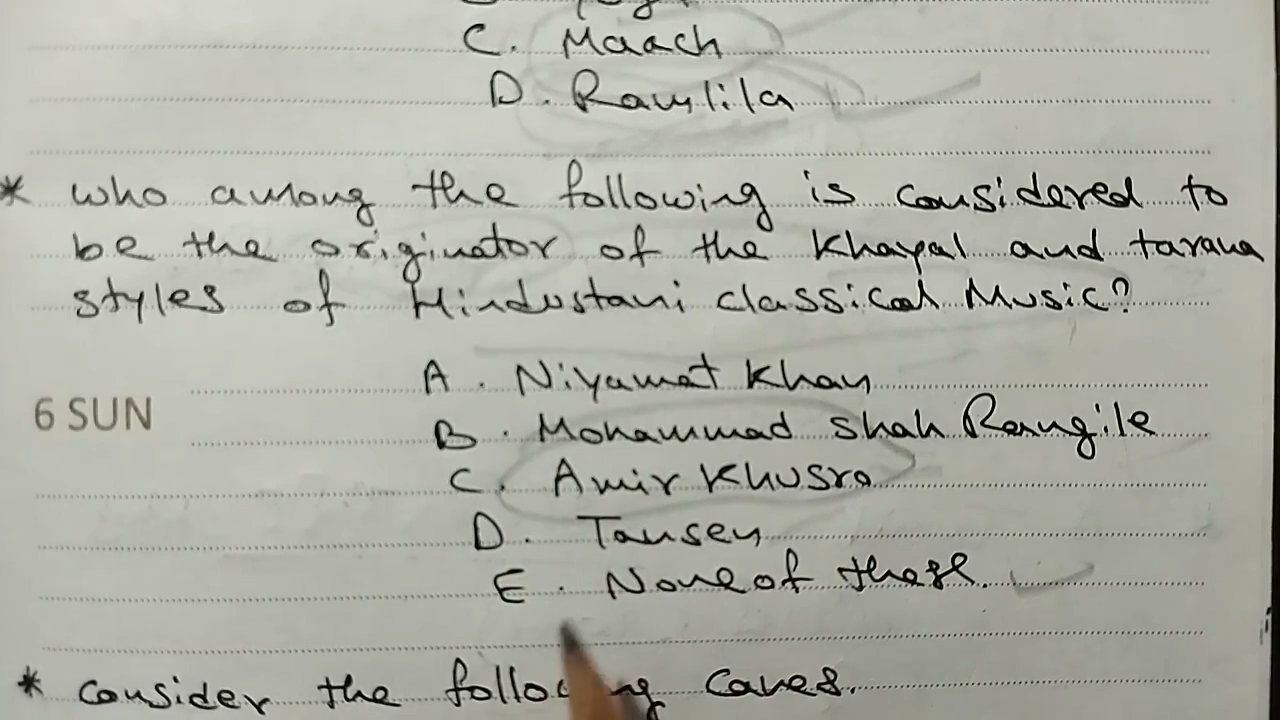 C. Maach
D. Ramlila
* who among the following is considered to
be the originator of the Khayal and tarana
styles of Hindustani classical Music?
A. Niyamat Khan
6 SUN
B. Mohammad Shah Rangile
C. Amir Khusro
D. Tansen
E. None of these.
* consider the following caves.